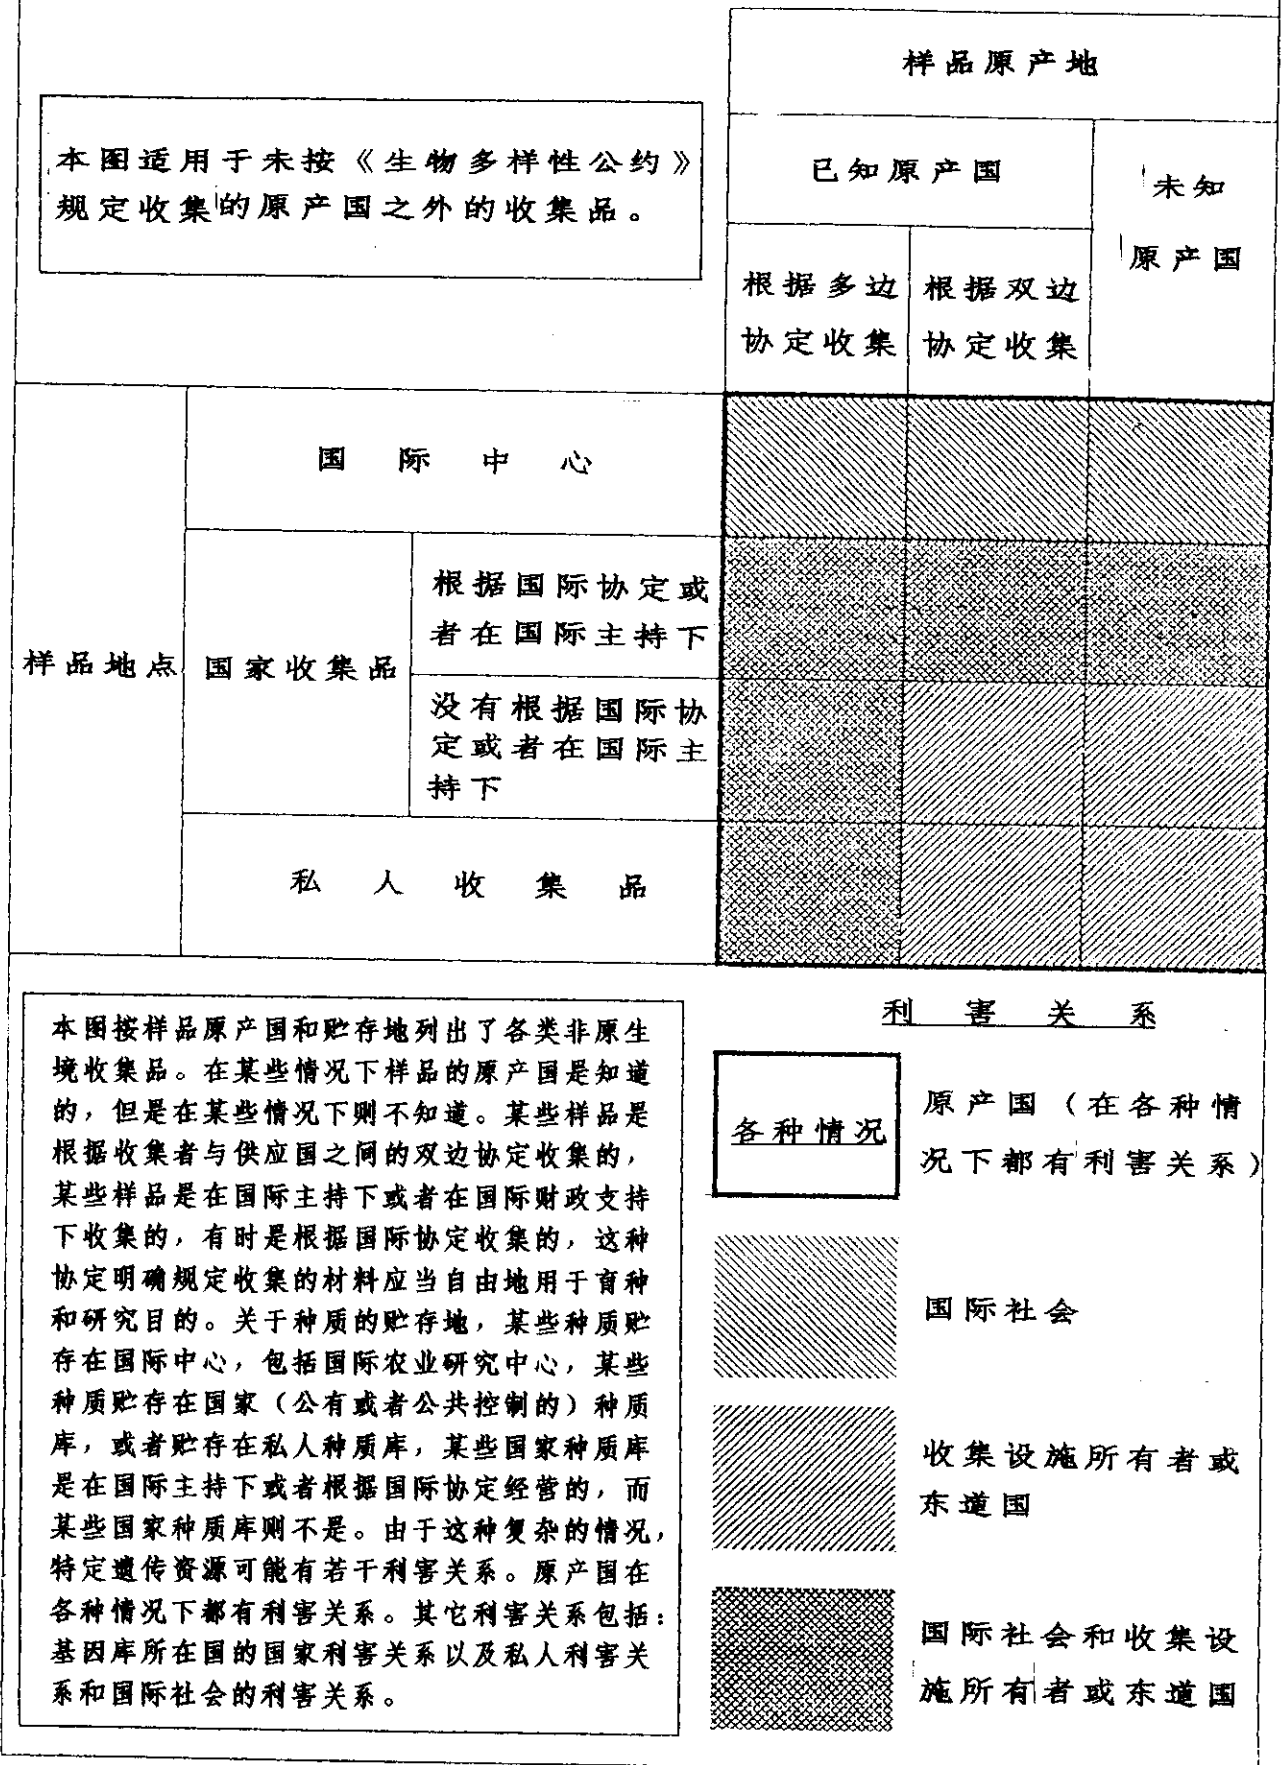 样品原产地
本图适用于未按《生物多样性公约》
规定收集的原产国之外的收集品。
已知原产国
未知
原产国
根据多边
协定收集
根据双边
协定收集
国际中心
样品地点
国家收集品
根据国际协定或
者在国际主持下
没有根据国际协
定或者在国际主
持下
私人收集品
本图按样品原产国和贮存地列出了各类非原生
境收集品。在某些情况下样品的原产国是知道
的，但是在某些情况下则不知道。某些样品是
根据收集者与供应国之间的双边协定收集的，
某些样品是在国际主持下或者在国际财政支持
下收集的，有时是根据国际协定收集的，这种
协定明确规定收集的材料应当自由地用于育种
和研究目的。关于种质的贮存地，某些种质贮
存在国际中心，包括国际农业研究中心，某些
种质贮存在国家（公有或者公共控制的）种质
库，或者贮存在私人种质库，某些国家种质库
是在国际主持下或者根据国际协定经营的，而
某些国家种质库则不是。由于这种复杂的情况，
特定遗传资源可能有若干利害关系。原产国在
各种情况下都有利害关系。其它利害关系包括：
基因库所在国的国家利害关系以及私人利害关
系和国际社会的利害关系。
利害关系
各种情况
原产国（在各种情
况下都有利害关系）
国际社会
收集设施所有者或
东道国
国际社会和收集设
施所有者或东道国